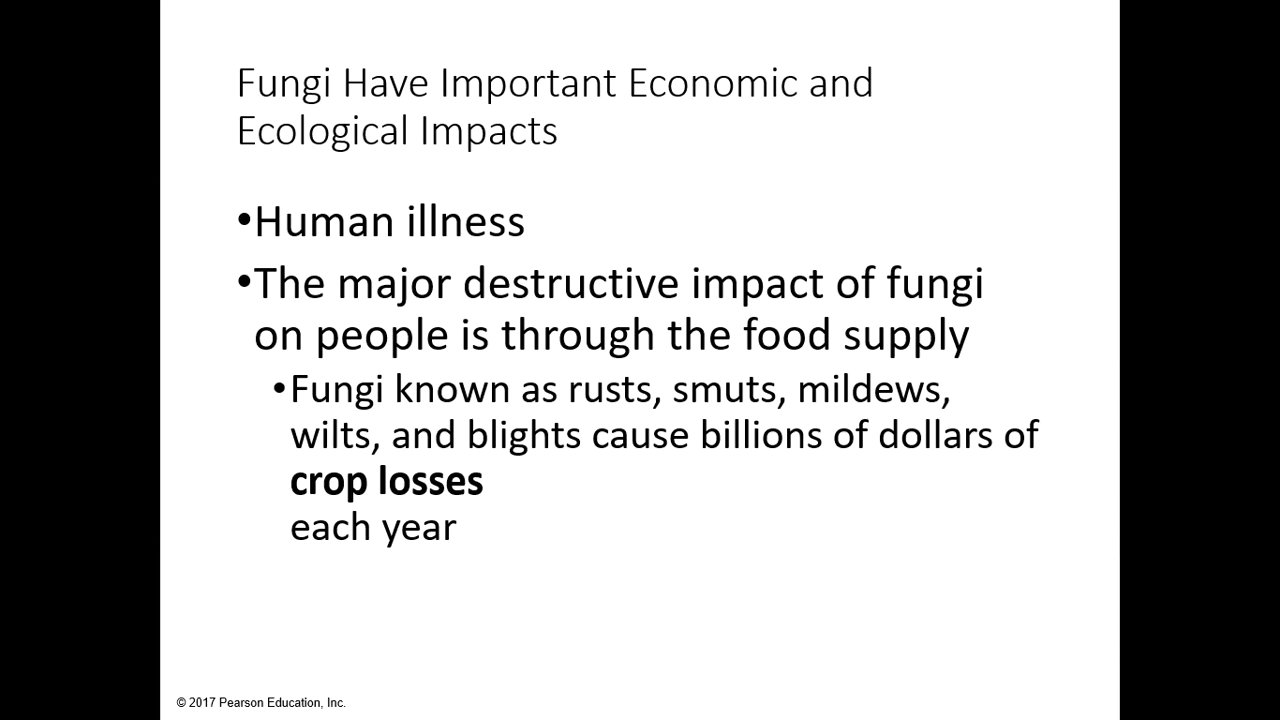 Fungi Have Important Economic and
Ecological Impacts
•Human illness
•The major destructive impact of fungi
on people is through the food supply
•Fungi known as rusts, smuts, mildews,
wilts, and blights cause billions of dollars of
crop losses
each year
© 2017 Pearson Education, Inc.